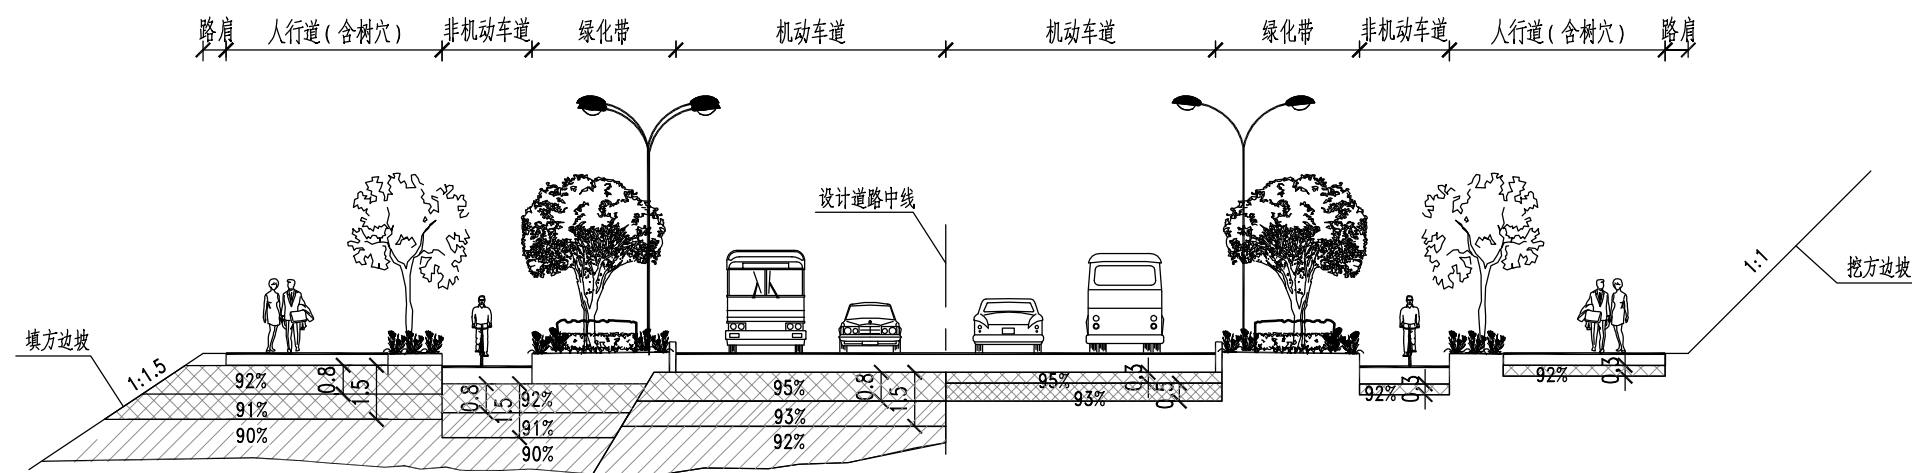 路肩
人行道(含树穴)
非机动车道
绿化带
机动车道
机动车道
绿化带
非机动车道
人行道(含树穴)
路肩
设计道路中线
填方边坡
1:1.5
1:1
挖方边坡
92%
0.8
1.5
91%
90%
0.8
1.5
92%
91%
90%
95%
0.8
1.5
93%
92%
95%
0.3
93%
0.5
92%
0.3
92%
0.3